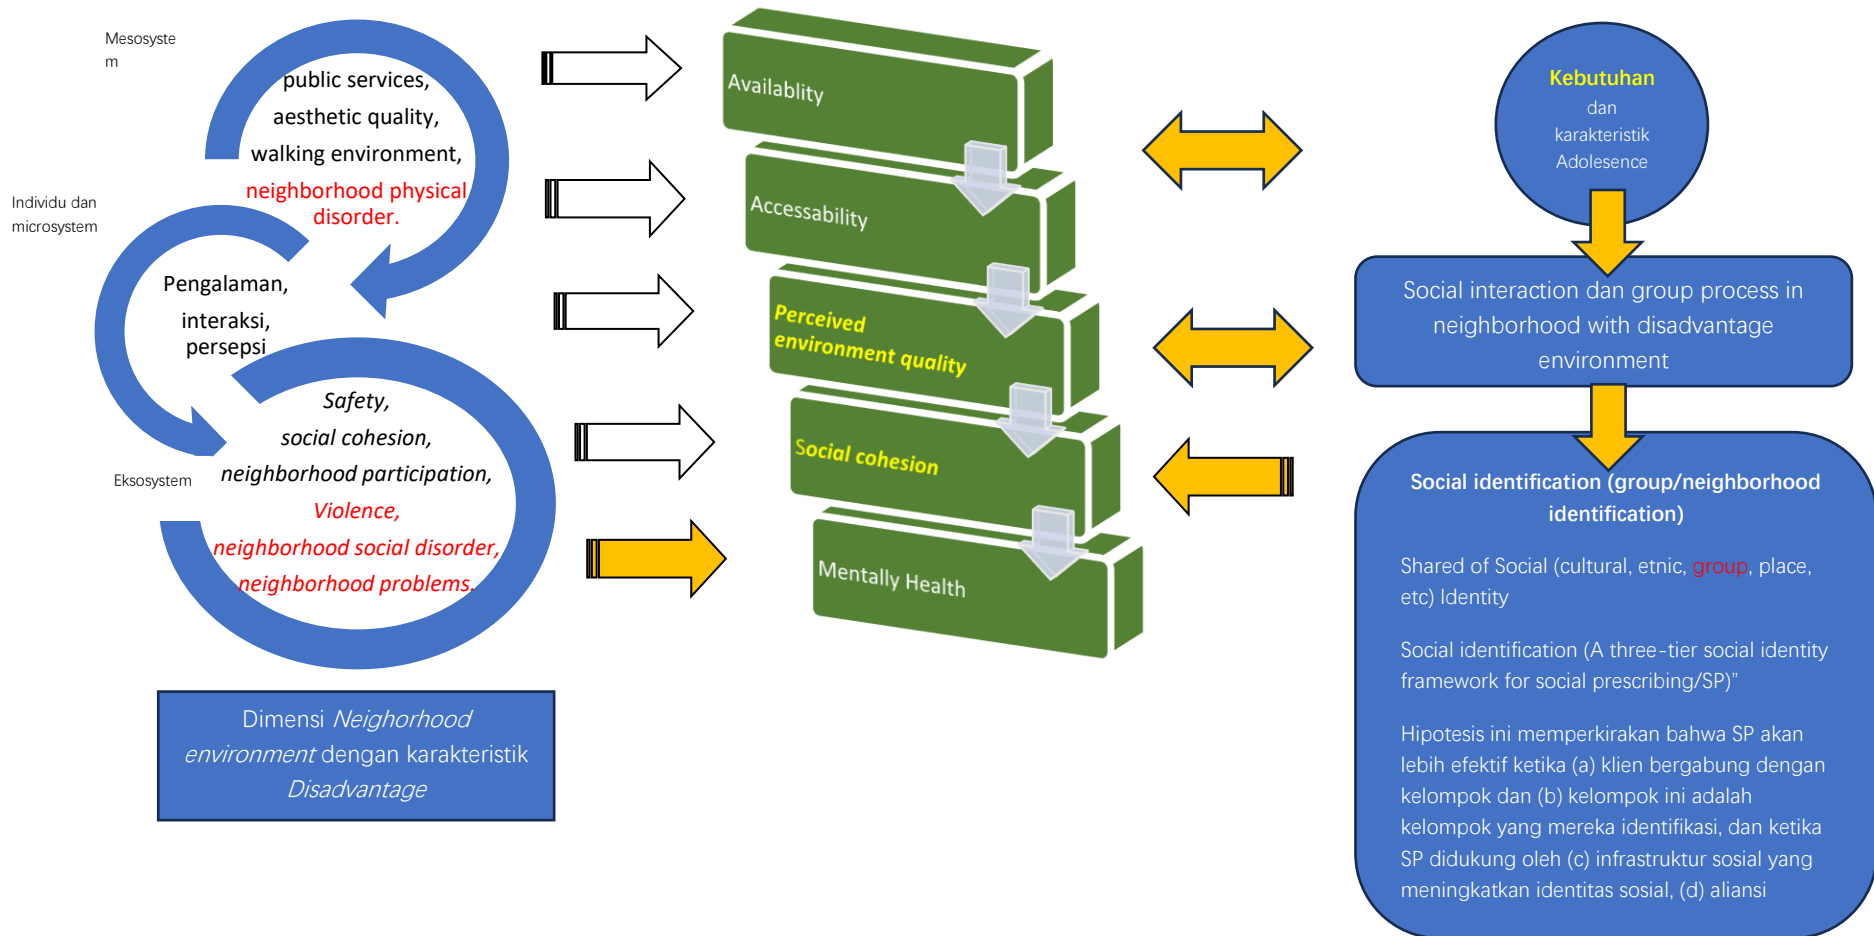 Mesosyste
m
public services,
aesthetic quality,
walking environment,
neighborhood physical
disorder.
Individu dan
microsystem
Pengalaman,
interaksi,
persepsi
Safety,
social cohesion,
neighborhood participation,
Violence,
neighborhood social disorder,
neighborhood problems.
Eksosystem
Dimensi Neighorhood
environment dengan karakteristik
Disadvantage
Availablity
Accessability
Perceived
environment quality
Social cohesion
Mentally Health
Kebutuhan
dan
karakteristik
Adolesence
Social interaction dan group process in
neighborhood with disadvantage
environment
Social identification (group/neighborhood
identification)
Shared of Social (cultural, etnic, group, place,
etc) Identity
Social identification (A three-tier social identity
framework for social prescribing/SP)”
Hipotesis ini memperkirakan bahwa SP akan
lebih efektif ketika (a) klien bergabung dengan
kelompok dan (b) kelompok ini adalah
kelompok yang mereka identifikasi, dan ketika
SP didukung oleh (c) infrastruktur sosial yang
meningkatkan identitas sosial, (d) aliansi